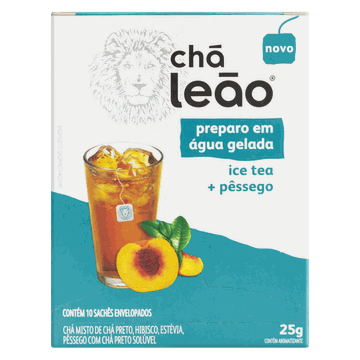 novo
chá
leão
preparo em
água gelada
ice tea
+ pêssego
CONTÉM 10 SACHÊS ENVELOPADOS
CHÁ MISTO DE CHÁ PRETO, HIBISCO, ESTÉVIA,
PÊSSEGO COM CHÁ PRETO SOLÚVEL
25g
CONTÉM AROMATIZANTE